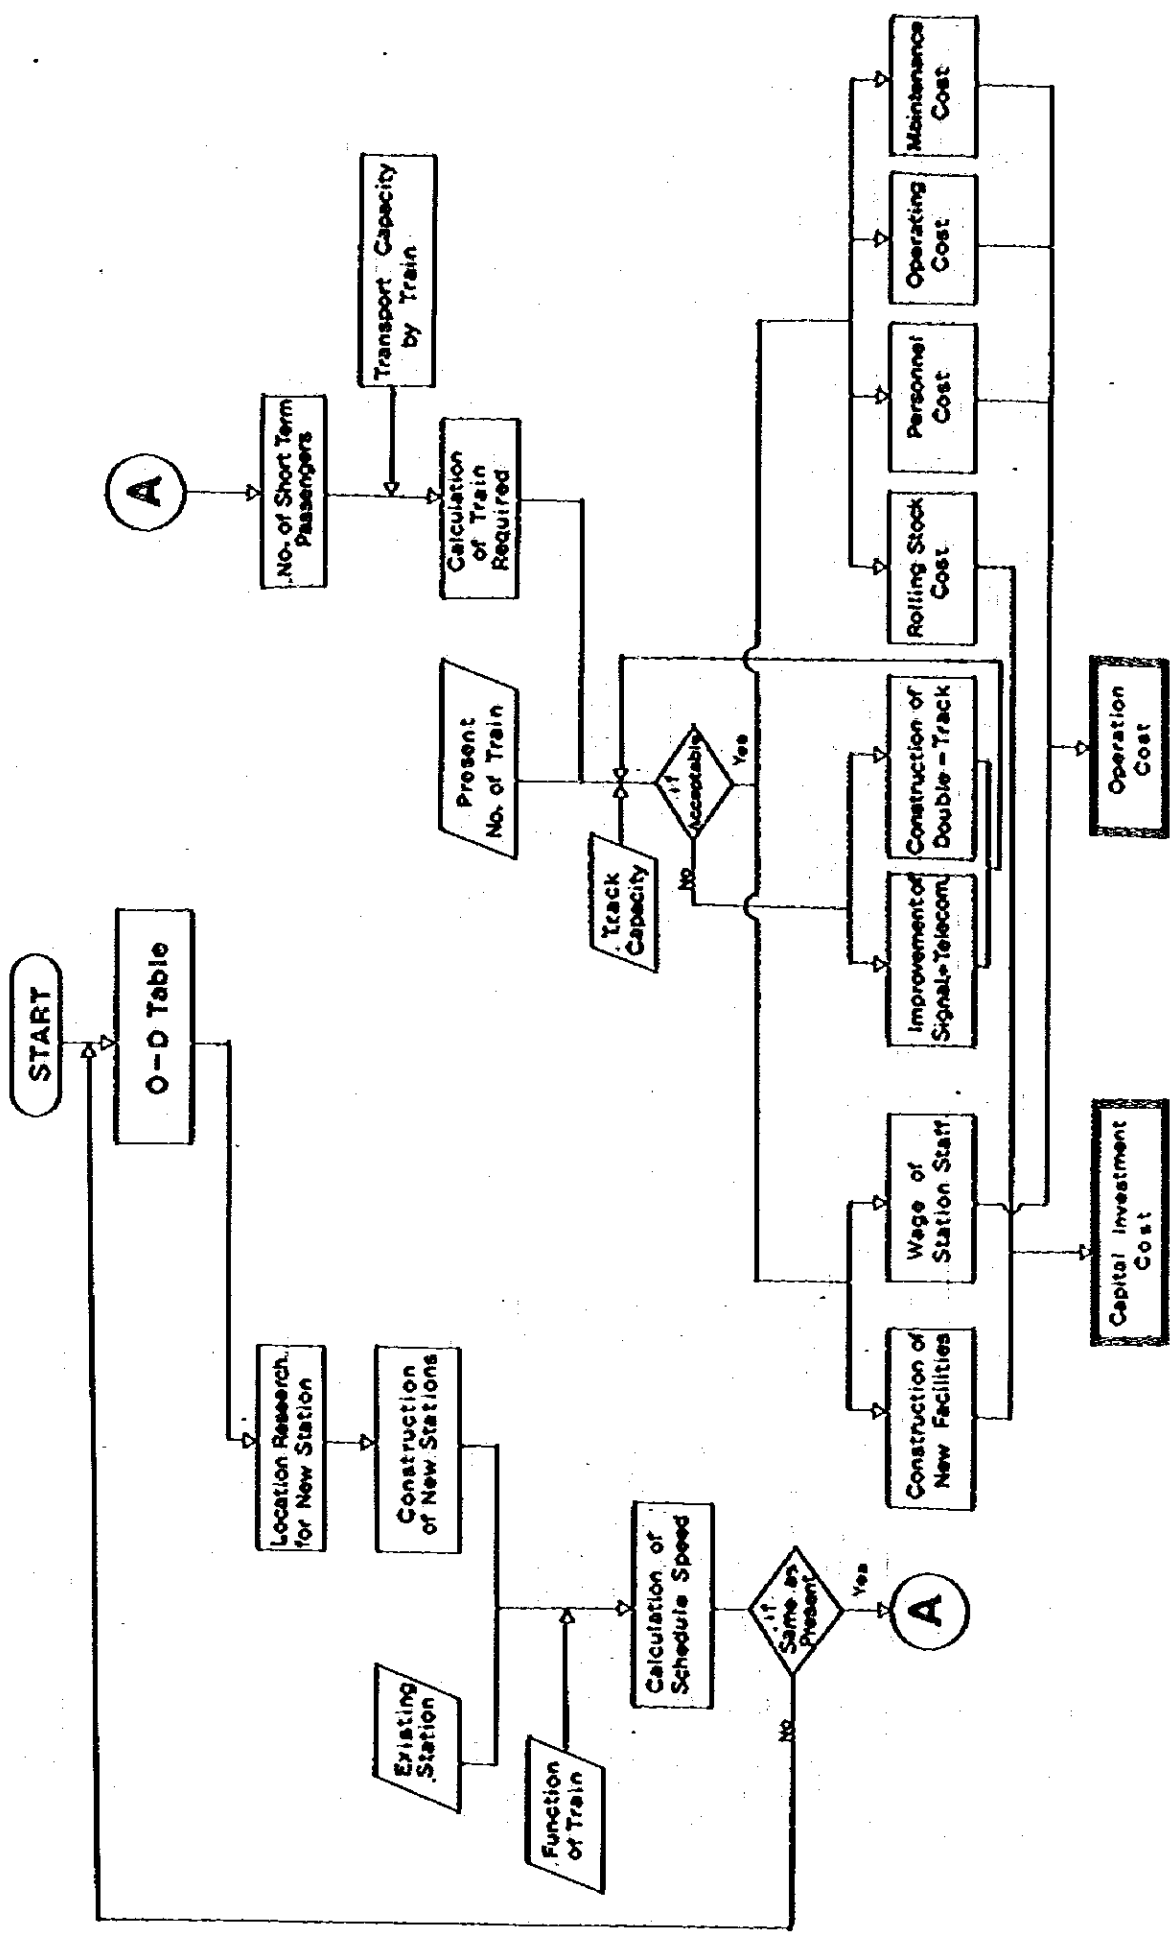 START
O-D Table
Location Research
for New Station
Construction
of New Stations
Existing
Station
Function
of Train
Calculation of
Schedule Speed
if
Same as
Present
No
Yes
A
A
No. of Short Term
Passengers
Transport Capacity
by Train
Calculation
of Train
Required
Present
No. of Train
Track
Capacity
if
Acceptable
No
Yes
Construction of
New Facilities
Wage of
Station Staff
Improvement of
Signal+Telecom.
Construction of
Double-Track
Rolling Stock
Cost
Personnel
Cost
Operating
Cost
Maintenance
Cost
Capital Investment
Cost
Operation
Cost